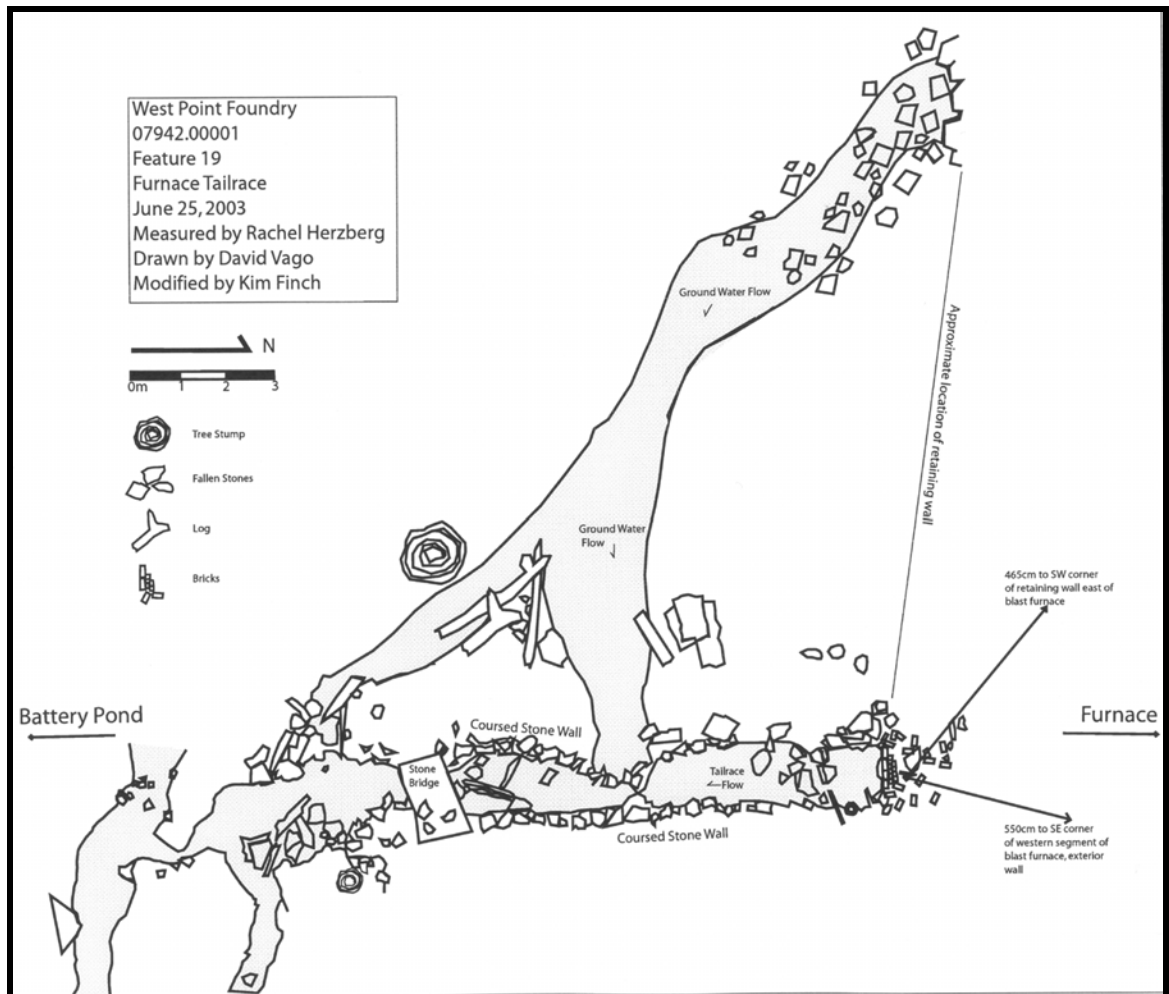 West Point Foundry
07942.00001
Feature 19
Furnace Tailrace
June 25, 2003
Measured by Rachel Herzberg
Drawn by David Vago
Modified by Kim Finch
N
0m 1 2 3
Tree Stump
Fallen Stones
Log
Bricks
Ground Water Flow
Approximate location of retaining wall
Ground Water
Flow
465cm to SW corner
of retaining wall east of
blast furnace
Battery Pond
Furnace
Coursed Stone Wall
Stone
Bridge
Tailrace
Flow
Coursed Stone Wall
550cm to SE corner
of western segment of
blast furnace, exterior
wall